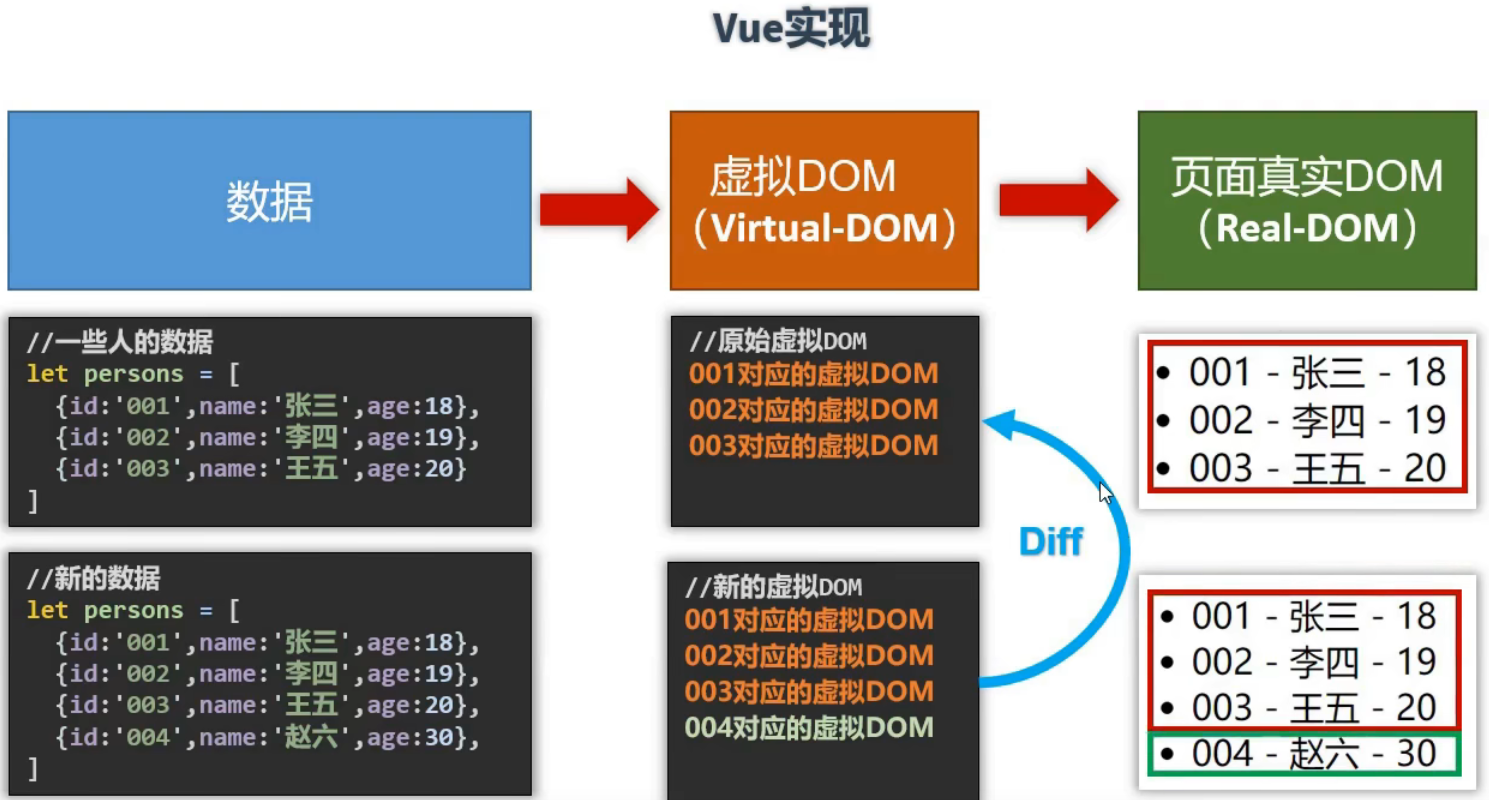 Vue实现
数据
虚拟DOM
（Virtual-DOM）
页面真实DOM
（Real-DOM）
//一些人的数据
let persons = [
{id:'001',name:'张三',age:18},
{id:'002',name:'李四',age:19},
{id:'003',name:'王五',age:20}
]
//原始虚拟DOM
001对应的虚拟DOM
002对应的虚拟DOM
003对应的虚拟DOM
• 001 - 张三 - 18
• 002 - 李四 - 19
• 003 - 王五 - 20
Diff
//新的数据
let persons = [
{id:'001',name:'张三',age:18},
{id:'002',name:'李四',age:19},
{id:'003',name:'王五',age:20},
{id:'004',name:'赵六',age:30},
]
//新的虚拟DOM
001对应的虚拟DOM
002对应的虚拟DOM
003对应的虚拟DOM
004对应的虚拟DOM
• 001 - 张三 - 18
• 002 - 李四 - 19
• 003 - 王五 - 20
• 004 - 赵六 - 30